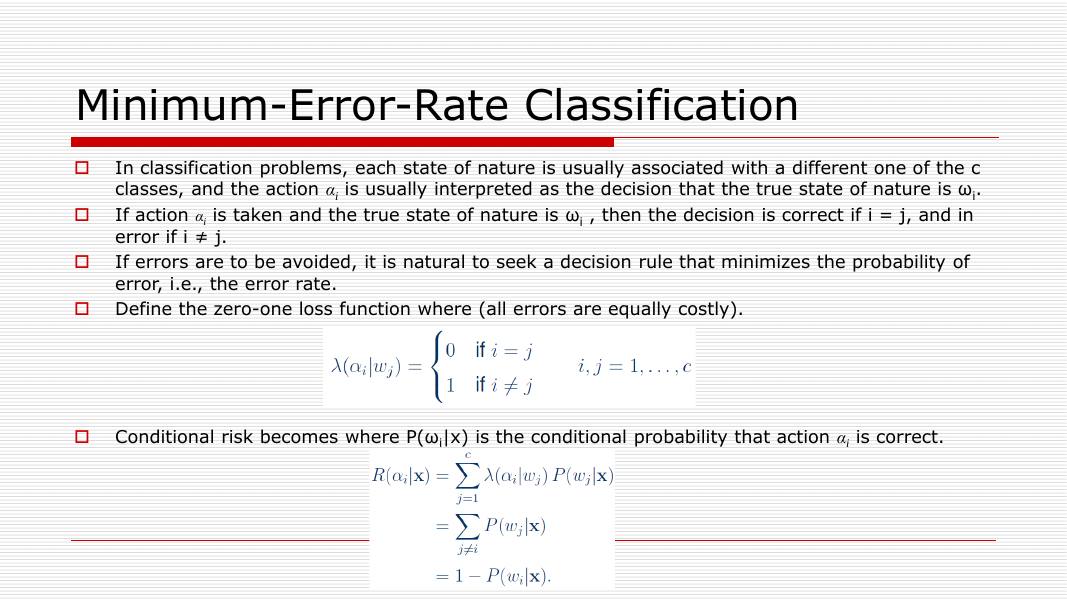 Minimum-Error-Rate Classification
In classification problems, each state of nature is usually associated with a different one of the c
classes, and the action αᵢ is usually interpreted as the decision that the true state of nature is ωᵢ.
If action αᵢ is taken and the true state of nature is ωᵢ , then the decision is correct if i = j, and in
error if i ≠ j.
If errors are to be avoided, it is natural to seek a decision rule that minimizes the probability of
error, i.e., the error rate.
Define the zero-one loss function where (all errors are equally costly).
λ(αᵢ|wⱼ) = { 0 if i = j
1 if i ≠ j i, j = 1, . . . , c
Conditional risk becomes where P(ωᵢ|x) is the conditional probability that action αᵢ is correct.
R(αᵢ|x) = ∑_{j=1}^{c} λ(αᵢ|wⱼ) P(wⱼ|x)
= ∑_{j≠i} P(wⱼ|x)
= 1 − P(wᵢ|x).